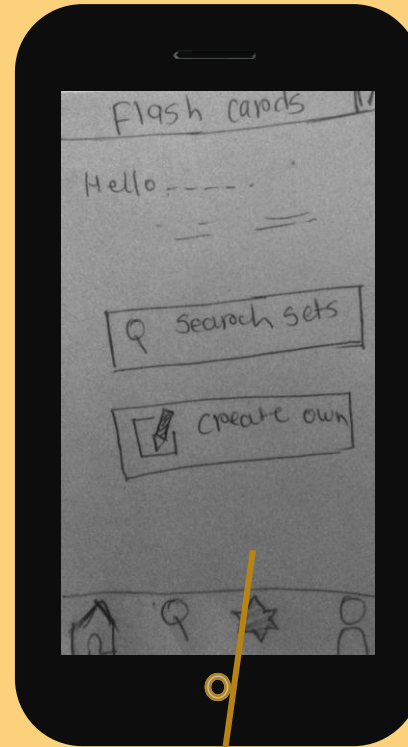 Flash cards
Hello -----.
Search sets
Create own